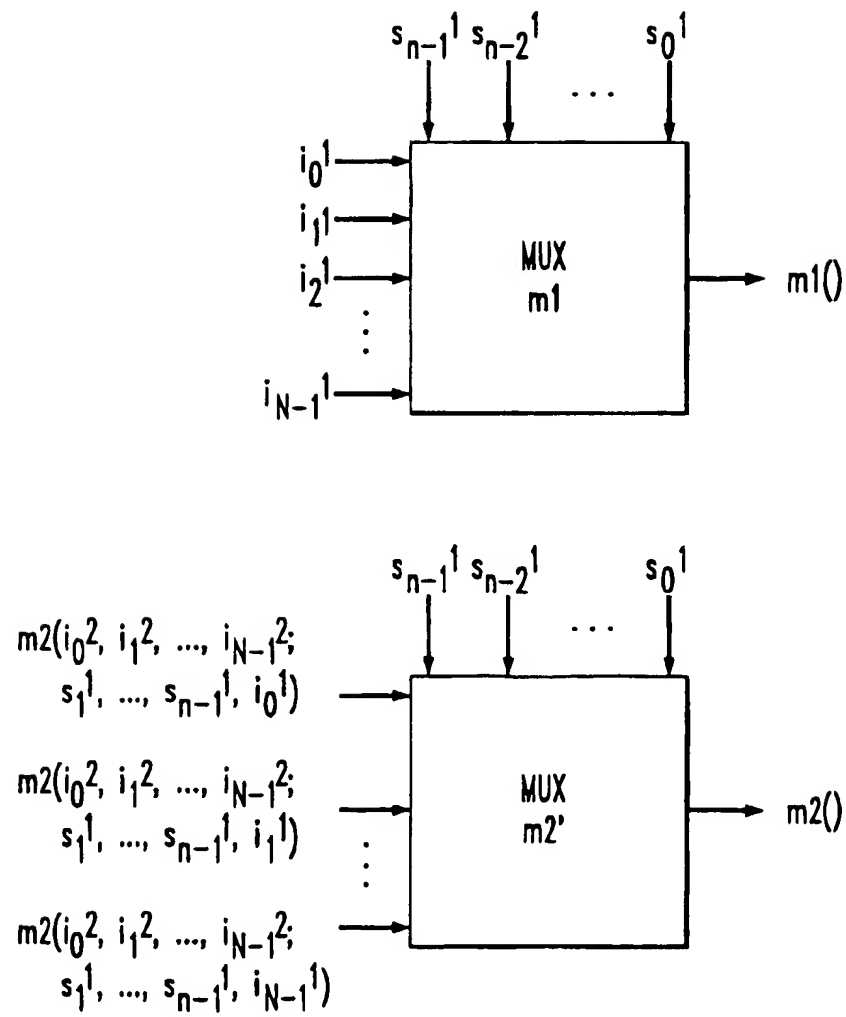 s_{n-1}^1 s_{n-2}^1 ... s_0^1
i_0^1
i_1^1
i_2^1
i_{N-1}^1
MUX
m1
m1()
s_{n-1}^1 s_{n-2}^1 ... s_0^1
m2(i_0^2, i_1^2, ..., i_{N-1}^2;
s_1^1, ..., s_{n-1}^1, i_0^1)
m2(i_0^2, i_1^2, ..., i_{N-1}^2;
s_1^1, ..., s_{n-1}^1, i_1^1)
m2(i_0^2, i_1^2, ..., i_{N-1}^2;
s_1^1, ..., s_{n-1}^1, i_{N-1}^1)
MUX
m2'
m2()